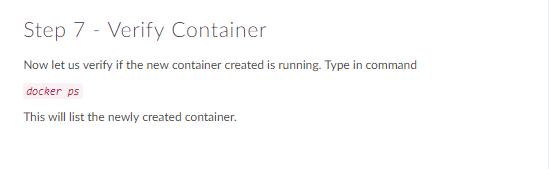 Step 7 - Verify Container
Now let us verify if the new container created is running. Type in command
docker ps
This will list the newly created container.